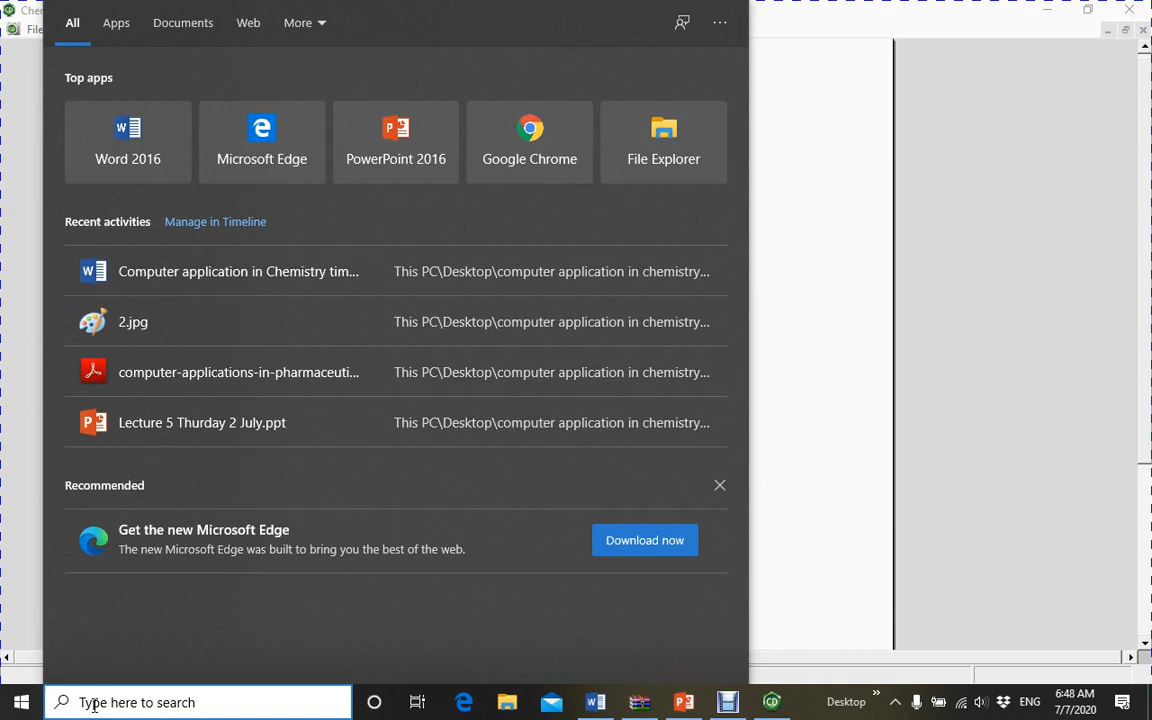 Che
File
All Apps Documents Web More
Top apps
Word 2016 Microsoft Edge PowerPoint 2016 Google Chrome File Explorer
Recent activities Manage in Timeline
Computer application in Chemistry tim... This PC\Desktop\computer application in chemistry...
2.jpg This PC\Desktop\computer application in chemistry...
computer-applications-in-pharmaceuti... This PC\Desktop\computer application in chemistry...
Lecture 5 Thurday 2 July.ppt This PC\Desktop\computer application in chemistry...
Recommended
Get the new Microsoft Edge
The new Microsoft Edge was built to bring you the best of the web.
Download now
Type here to search
Desktop
ENG
6:48 AM
7/7/2020